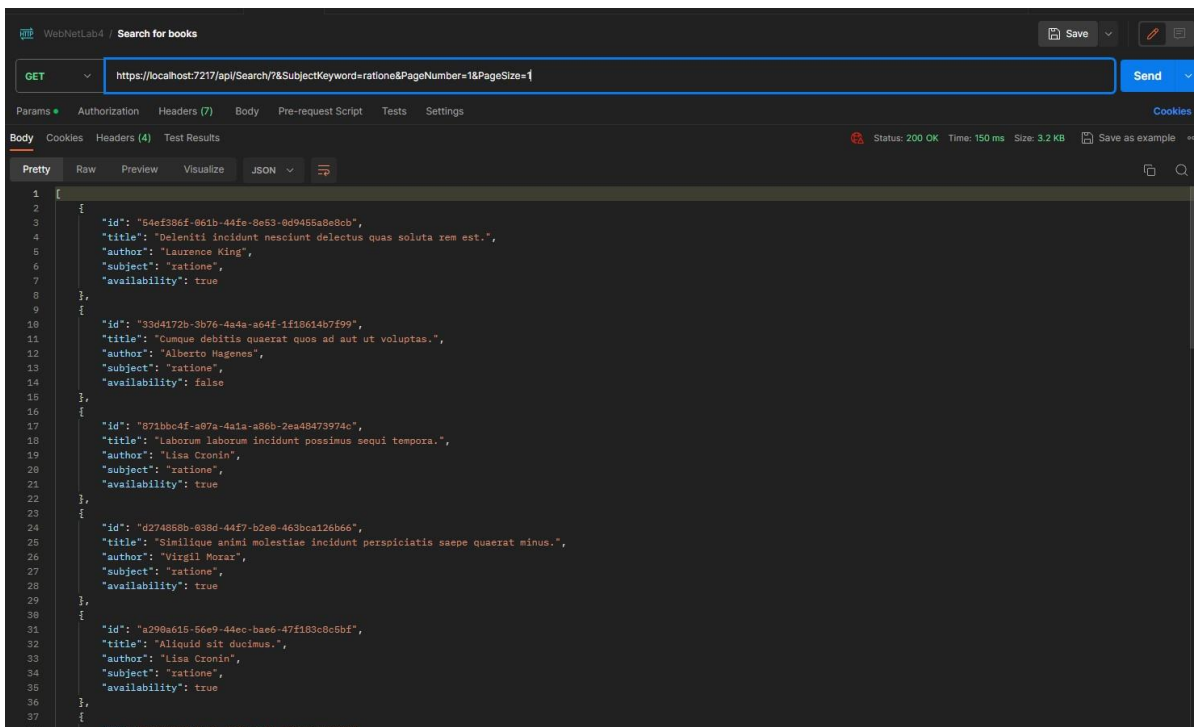 HTTP WebNetLab4 / Search for books Save
GET https://localhost:7217/api/Search/?&SubjectKeyword=ratione&PageNumber=1&PageSize=1 Send
Params Authorization Headers (7) Body Pre-request Script Tests Settings Cookies
Body Cookies Headers (4) Test Results Status: 200 OK Time: 150 ms Size: 3.2 KB Save as example
Pretty Raw Preview Visualize JSON
1 [
2 {
3 "id": "54ef386f-061b-44fe-8e53-0d9455a8e8cb",
4 "title": "Deleniti incidunt nesciunt delectus quas soluta rem est.",
5 "author": "Laurence King",
6 "subject": "ratione",
7 "availability": true
8 },
9 {
10 "id": "33d4172b-3b76-4a4a-a64f-1f18614b7f99",
11 "title": "Cumque debitis quaerat quos ad aut ut voluptas.",
12 "author": "Alberto Hagenes",
13 "subject": "ratione",
14 "availability": false
15 },
16 {
17 "id": "871bbc4f-a07a-4a1a-a86b-2ea48473974c",
18 "title": "Laborum laborum incidunt possimus sequi tempora.",
19 "author": "Lisa Cronin",
20 "subject": "ratione",
21 "availability": true
22 },
23 {
24 "id": "d274858b-038d-44f7-b2e0-463bca126b66",
25 "title": "Similique animi molestiae incidunt perspiciatis saepe quaerat minus.",
26 "author": "Virgil Morar",
27 "subject": "ratione",
28 "availability": true
29 },
30 {
31 "id": "a290a615-56e9-44ec-bae6-47f183c8c5bf",
32 "title": "Aliquid sit ducimus.",
33 "author": "Lisa Cronin",
34 "subject": "ratione",
35 "availability": true
36 },
37 {